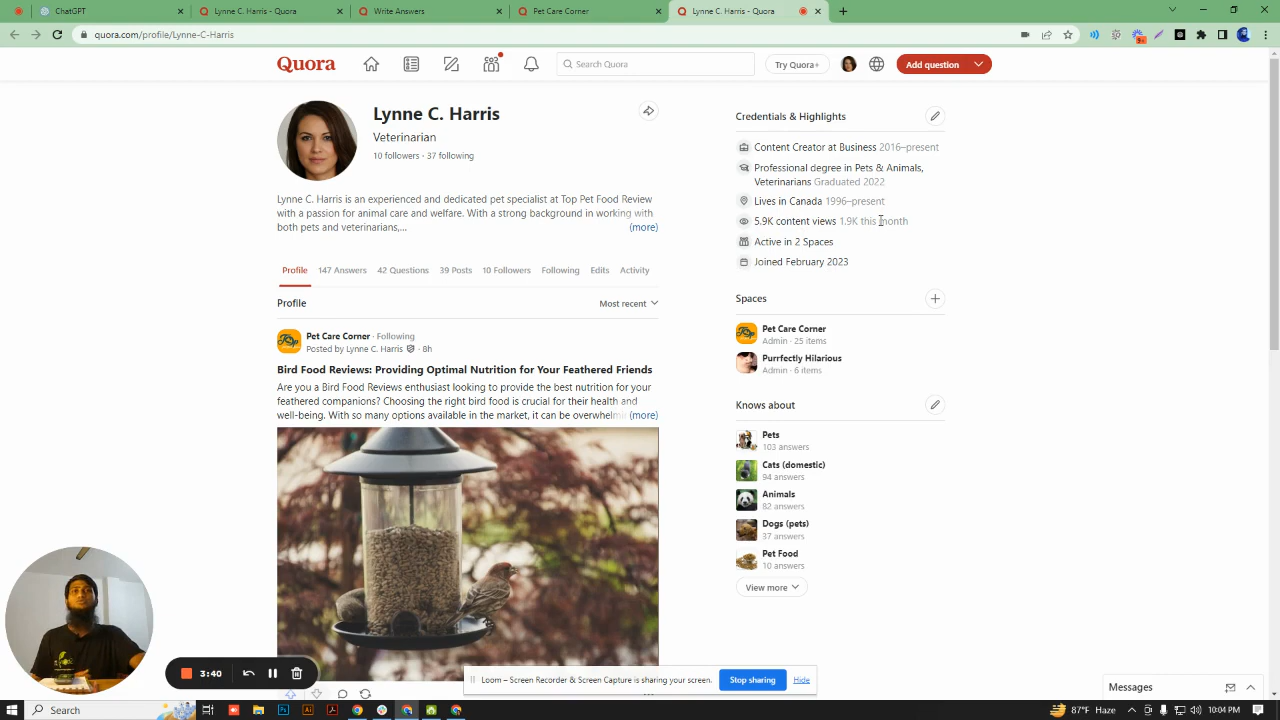 ChatGPT
Lynne C. Harris - Quora
Writesonic
Pet Care Corner
Lynne C. Harris - Quora
quora.com/profile/Lynne-C-Harris
Quora
Search Quora
Try Quora+
Add question
Lynne C. Harris
Veterinarian
10 followers · 37 following
Lynne C. Harris is an experienced and dedicated pet specialist at Top Pet Food Review
with a passion for animal care and welfare. With a strong background in working with
both pets and veterinarians,...
(more)
Profile
147 Answers
42 Questions
39 Posts
10 Followers
Following
Edits
Activity
Profile
Most recent
Pet Care Corner · Following
Posted by Lynne C. Harris · 8h
Bird Food Reviews: Providing Optimal Nutrition for Your Feathered Friends
Are you a Bird Food Reviews enthusiast looking to provide the best nutrition for your
feathered companions? Choosing the right bird food is crucial for their health and
well-being. With so many options available in the market, it can be (more)
Credentials & Highlights
Content Creator at Business 2016–present
Professional degree in Pets & Animals,
Veterinarians Graduated 2022
Lives in Canada 1996–present
5.9K content views 1.9K this month
Active in 2 Spaces
Joined February 2023
Spaces
Pet Care Corner
Admin · 25 items
Purrfectly Hilarious
Admin · 6 items
Knows about
Pets
103 answers
Cats (domestic)
94 answers
Animals
82 answers
Dogs (pets)
37 answers
Pet Food
10 answers
View more
3:40
Loom – Screen Recorder & Screen Capture is sharing your screen.
Stop sharing
Hide
Messages
Search
87°F Haze
10:04 PM